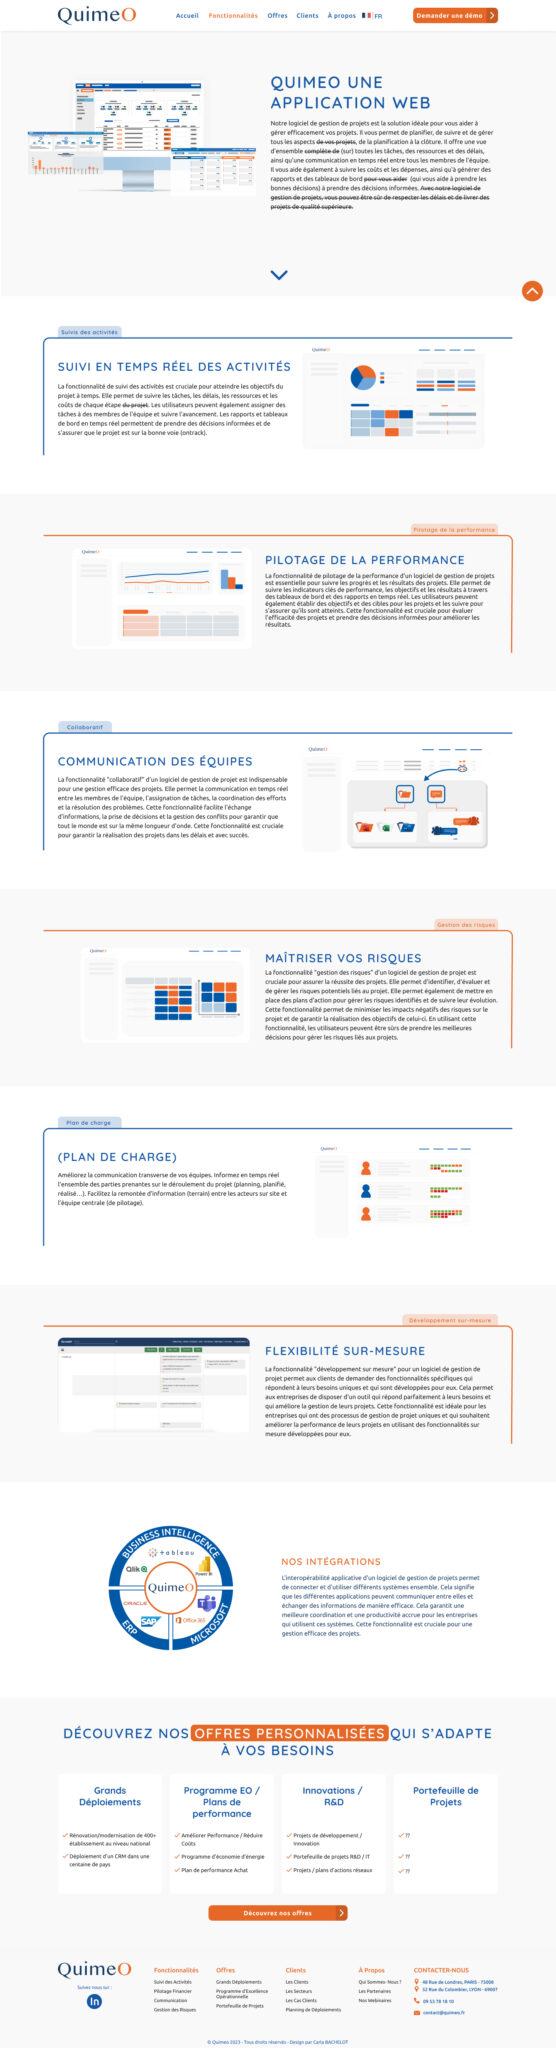 QuimeO
Accueil Fonctionnalités Offres Clients À propos FR Demander une démo
QUIMEO UNE
APPLICATION WEB
Notre logiciel de gestion de projets est la solution idéale pour vous aider à
gérer efficacement vos projets. Il vous permet de planifier, de suivre et de gérer
tous les aspects de vos projets, de la planification à la clôture. Il offre une vue
d'ensemble complète de (sur) toutes les tâches, des ressources et des délais,
ainsi qu'une communication en temps réel entre tous les membres de l'équipe.
Il vous aide également à suivre les coûts et les dépenses, ainsi qu'à générer des
rapports et des tableaux de bord pour vous aider (qui vous aide à prendre les
bonnes décisions) à prendre des décisions informées. Avec notre logiciel de
gestion de projets, vous pouvez être sûr de respecter les délais et de livrer des
projets de qualité supérieure.
Suivis des activités
SUIVI EN TEMPS RÉEL DES ACTIVITÉS
La fonctionnalité de suivi des activités est cruciale pour atteindre les objectifs du
projet à temps. Elle permet de suivre les tâches, les délais, les ressources et les
coûts de chaque étape du projet. Les utilisateurs peuvent également assigner des
tâches à des membres de l'équipe et suivre l'avancement. Les rapports et tableaux
de bord en temps réel permettent de prendre des décisions informées et de
s'assurer que le projet est sur la bonne voie (ontrack).
QuimeO
Pilotage de la performance
QuimeO
PILOTAGE DE LA PERFORMANCE
La fonctionnalité de pilotage de la performance d'un logiciel de gestion de projets
est essentielle pour suivre les progrès et les résultats des projets. Elle permet de
suivre les indicateurs clés de performance, les objectifs et les résultats à travers
des tableaux de bord et des rapports en temps réel. Les utilisateurs peuvent
également établir des objectifs et des cibles pour les projets et les suivre pour
s'assurer qu'ils sont atteints. Cette fonctionnalité est cruciale pour évaluer
l'efficacité des projets et prendre des décisions informées pour améliorer les
résultats.
Collaboratif
COMMUNICATION DES ÉQUIPES
La fonctionnalité "collaboratif" d'un logiciel de gestion de projet est indispensable
pour une gestion efficace des projets. Elle permet la communication en temps réel
entre les membres de l'équipe, l'assignation de tâches, la coordination des efforts
et la résolution des problèmes. Cette fonctionnalité facilite l'échange
d'informations, la prise de décisions et la gestion des conflits pour garantir que
tout le monde est sur la même longueur d'onde. Cette fonctionnalité est cruciale
pour garantir la réalisation des projets dans les délais et avec succès.
QuimeO
Gestion des risques
QuimeO
MAÎTRISER VOS RISQUES
La fonctionnalité "gestion des risques" d'un logiciel de gestion de projet est
cruciale pour assurer la réussite des projets. Elle permet d'identifier, d'évaluer et
de gérer les risques potentiels liés au projet. Elle permet également de mettre en
place des plans d'action pour gérer les risques identifiés et de suivre leur évolution.
Cette fonctionnalité permet de minimiser les impacts négatifs des risques sur le
projet et de garantir la réalisation des objectifs de celui-ci. En utilisant cette
fonctionnalité, les utilisateurs peuvent être sûrs de prendre les meilleures
décisions pour gérer les risques liés aux projets.
Plan de charge
(PLAN DE CHARGE)
Améliorez la communication transverse de vos équipes. Informez en temps réel
l'ensemble des parties prenantes sur le déroulement du projet (planning, planifié,
réalisé...). Facilitez la remontée d'information (terrain) entre les acteurs sur site et
l'équipe centrale (de pilotage).
QuimeO
Développement sur-mesure
FLEXIBILITÉ SUR-MESURE
La fonctionnalité "développement sur mesure" pour un logiciel de gestion de
projet permet aux clients de demander des fonctionnalités spécifiques qui
répondent à leurs besoins uniques et qui sont développées pour eux. Cela permet
aux entreprises de disposer d'un outil qui répond parfaitement à leurs besoins et
qui améliore la gestion de leurs projets. Cette fonctionnalité est idéale pour les
entreprises qui ont des processus de gestion de projet uniques et qui souhaitent
améliorer la performance de leurs projets en utilisant des fonctionnalités sur
mesure développées pour eux.
BUSINESS INTELLIGENCE
tableau
Qlik Q
Power BI
QuimeO
ORACLE
SAP
Office 365
ERP
MICROSOFT
NOS INTÉGRATIONS
L'interopérabilité applicative d'un logiciel de gestion de projets permet
de connecter et d'utiliser différents systèmes ensemble. Cela signifie
que les différentes applications peuvent communiquer entre elles et
échanger des informations de manière efficace. Cela garantit une
meilleure coordination et une productivité accrue pour les entreprises
qui utilisent ces systèmes. Cette fonctionnalité est cruciale pour une
gestion efficace des projets.
DÉCOUVREZ NOS OFFRES PERSONNALISÉES QUI S'ADAPTE
À VOS BESOINS
Grands
Déploiements
Rénovation/modernisation de 400+
établissement au niveau national
Déploiement d'un CRM dans une
centaine de pays
Programme EO /
Plans de
performance
Améliorer Performance / Réduire
Coûts
Programme d'économie d'énergie
Plan de performance Achat
Innovations /
R&D
Projets de développement /
Innovation
Portefeuille de projets R&D / IT
Projets / plans d'actions réseaux
Portefeuille de
Projets
??
??
??
Découvrez nos offres
QuimeO
Suivez nous sur :
in
Fonctionnalités
Suivi des Activités
Pilotage Financier
Communication
Gestion des Risques
Offres
Grands Déploiements
Programme d'Excellence
Opérationnelle
Portefeuille de Projets
Clients
Les Clients
Les Secteurs
Les Cas Clients
Planning de Déploiements
À Propos
Qui Sommes- Nous ?
Les Partenaires
Nos Webinaires
CONTACTER-NOUS
48 Rue de Londres, PARIS - 75008
52 Rue du Colombier, LYON - 69007
09 53 78 18 10
contact@quimeo.fr
© Quimeo 2023 - Tous droits réservés - Design par Carla BACHELOT